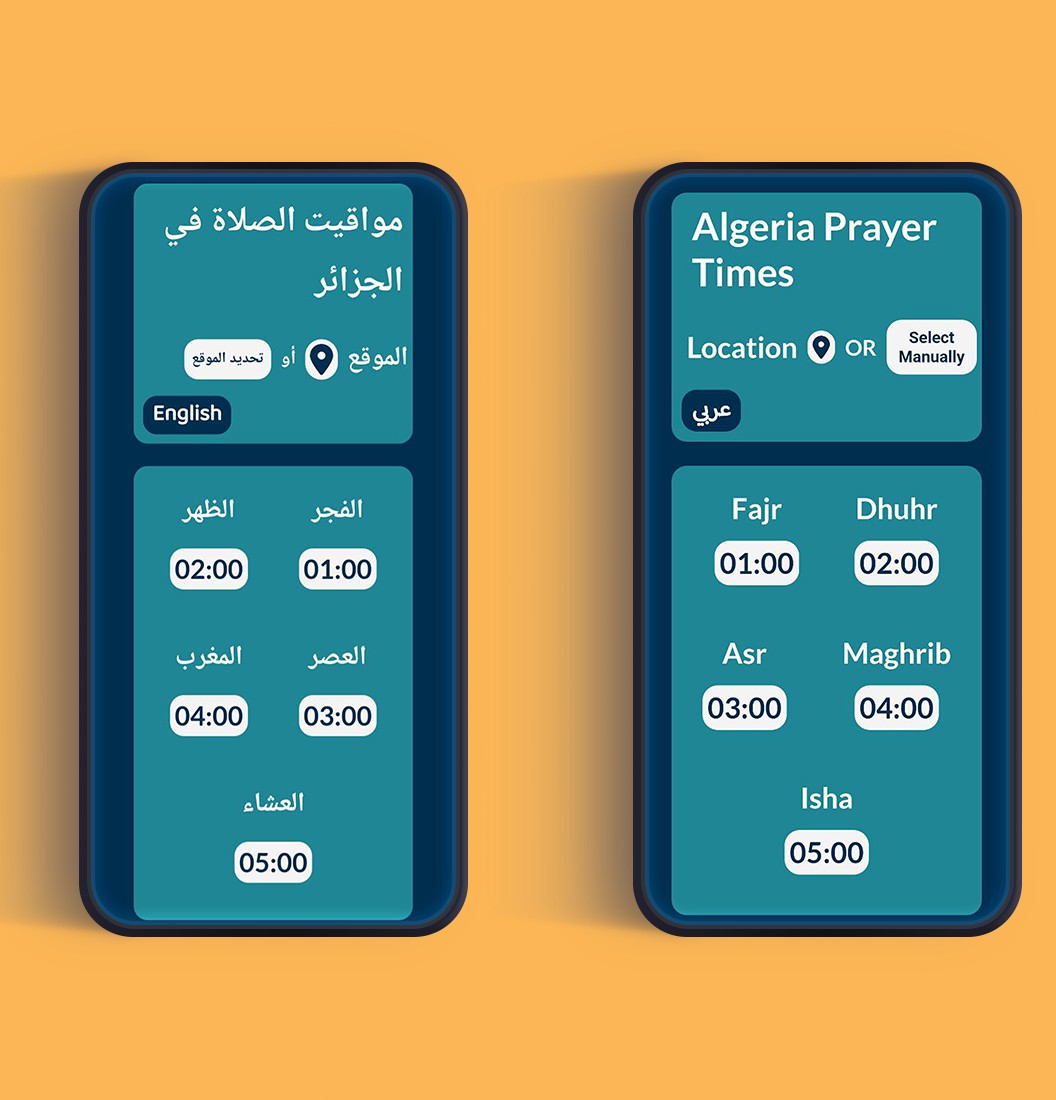 مواقيت الصلاة في
الجزائر
الموقع أو تحديد الموقع
English
الفجر الظهر
01:00 02:00
العصر المغرب
03:00 04:00
العشاء
05:00
Algeria Prayer
Times
Location OR Select
Manually
عربي
Fajr Dhuhr
01:00 02:00
Asr Maghrib
03:00 04:00
Isha
05:00